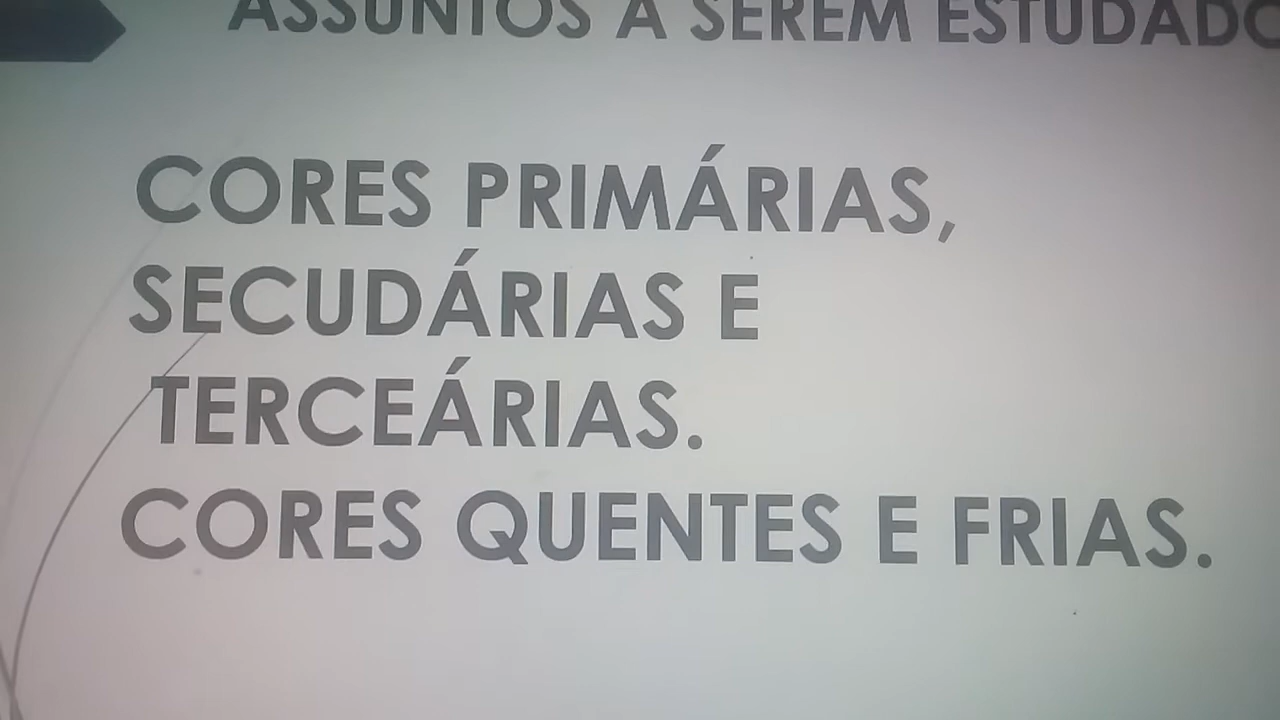 ASSUNTOS A SEREM ESTUDADO
CORES PRIMÁRIAS,
SECUDÁRIAS E
TERCEÁRIAS.
CORES QUENTES E FRIAS.